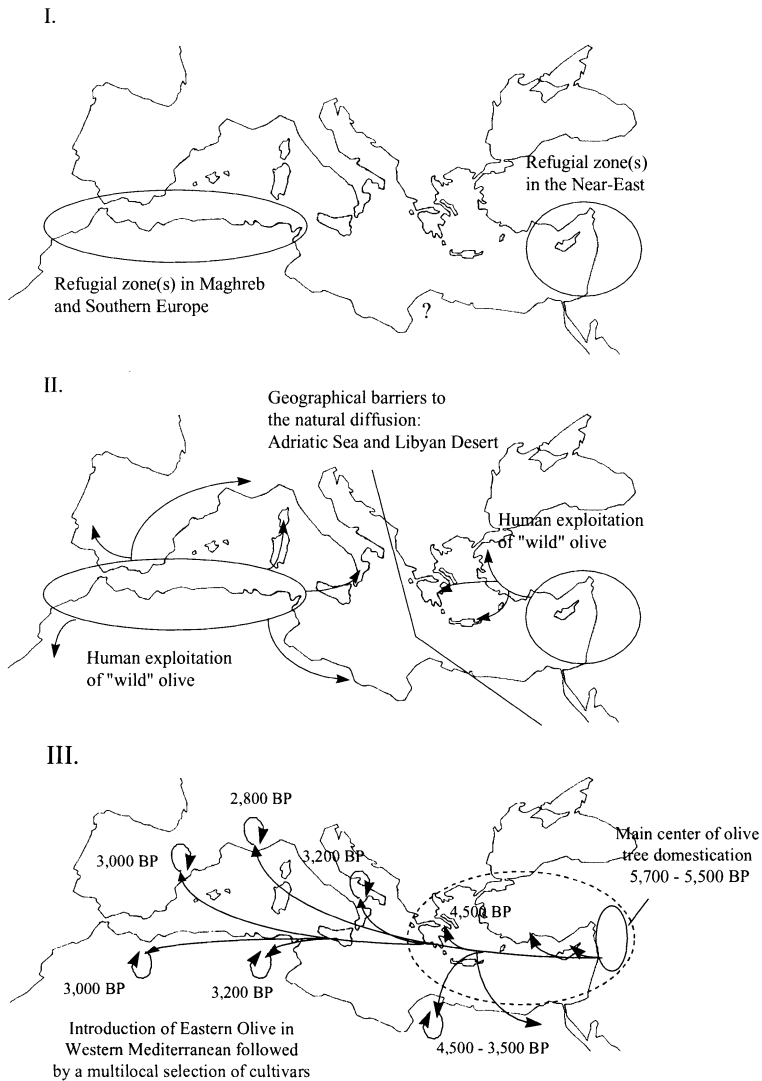 I.
Refugial zone(s)
in the Near-East
Refugial zone(s) in Maghreb
and Southern Europe
?
II.
Geographical barriers to
the natural diffusion:
Adriatic Sea and Libyan Desert
Human exploitation
of "wild" olive
Human exploitation
of "wild" olive
III.
2,800 BP
3,000 BP
3,200 BP
Main center of olive
tree domestication
5,700 - 5,500 BP
4,500 BP
3,000 BP
3,200 BP
4,500 - 3,500 BP
Introduction of Eastern Olive in
Western Mediterranean followed
by a multilocal selection of cultivars